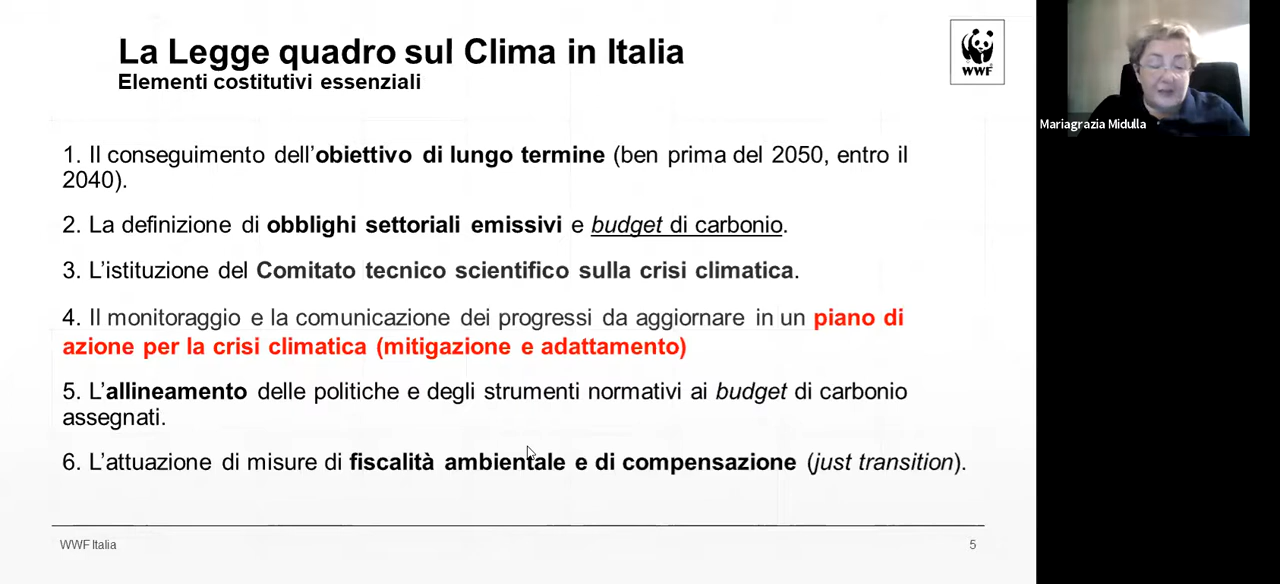 La Legge quadro sul Clima in Italia
Elementi costitutivi essenziali
WWF
Mariagrazia Midulla
1. Il conseguimento dell’obiettivo di lungo termine (ben prima del 2050, entro il
2040).
2. La definizione di obblighi settoriali emissivi e budget di carbonio.
3. L’istituzione del Comitato tecnico scientifico sulla crisi climatica.
4. Il monitoraggio e la comunicazione dei progressi da aggiornare in un piano di
azione per la crisi climatica (mitigazione e adattamento)
5. L’allineamento delle politiche e degli strumenti normativi ai budget di carbonio
assegnati.
6. L’attuazione di misure di fiscalità ambientale e di compensazione (just transition).
WWF Italia
5